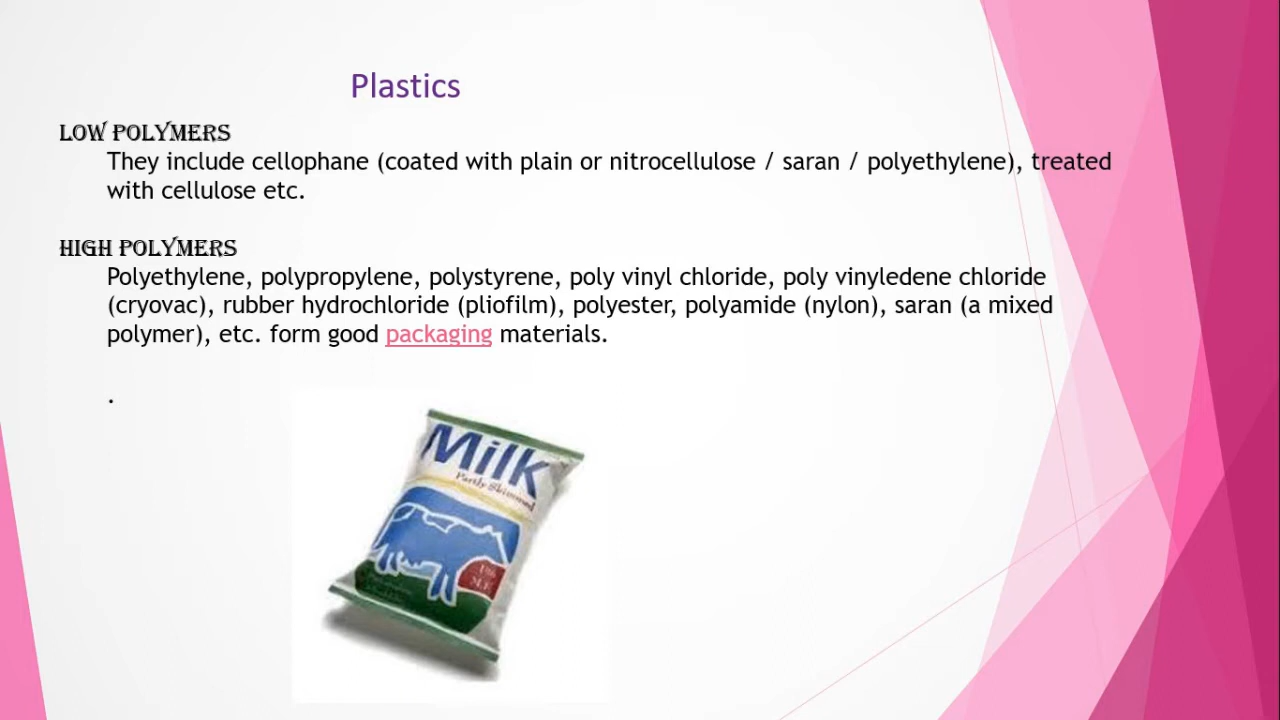 Plastics
LOW POLYMERS
They include cellophane (coated with plain or nitrocellulose / saran / polyethylene), treated
with cellulose etc.
HIGH POLYMERS
Polyethylene, polypropylene, polystyrene, poly vinyl chloride, poly vinyledene chloride
(cryovac), rubber hydrochloride (pliofilm), polyester, polyamide (nylon), saran (a mixed
polymer), etc. form good packaging materials.
.
Milk
Partly Skimmed
M.F.